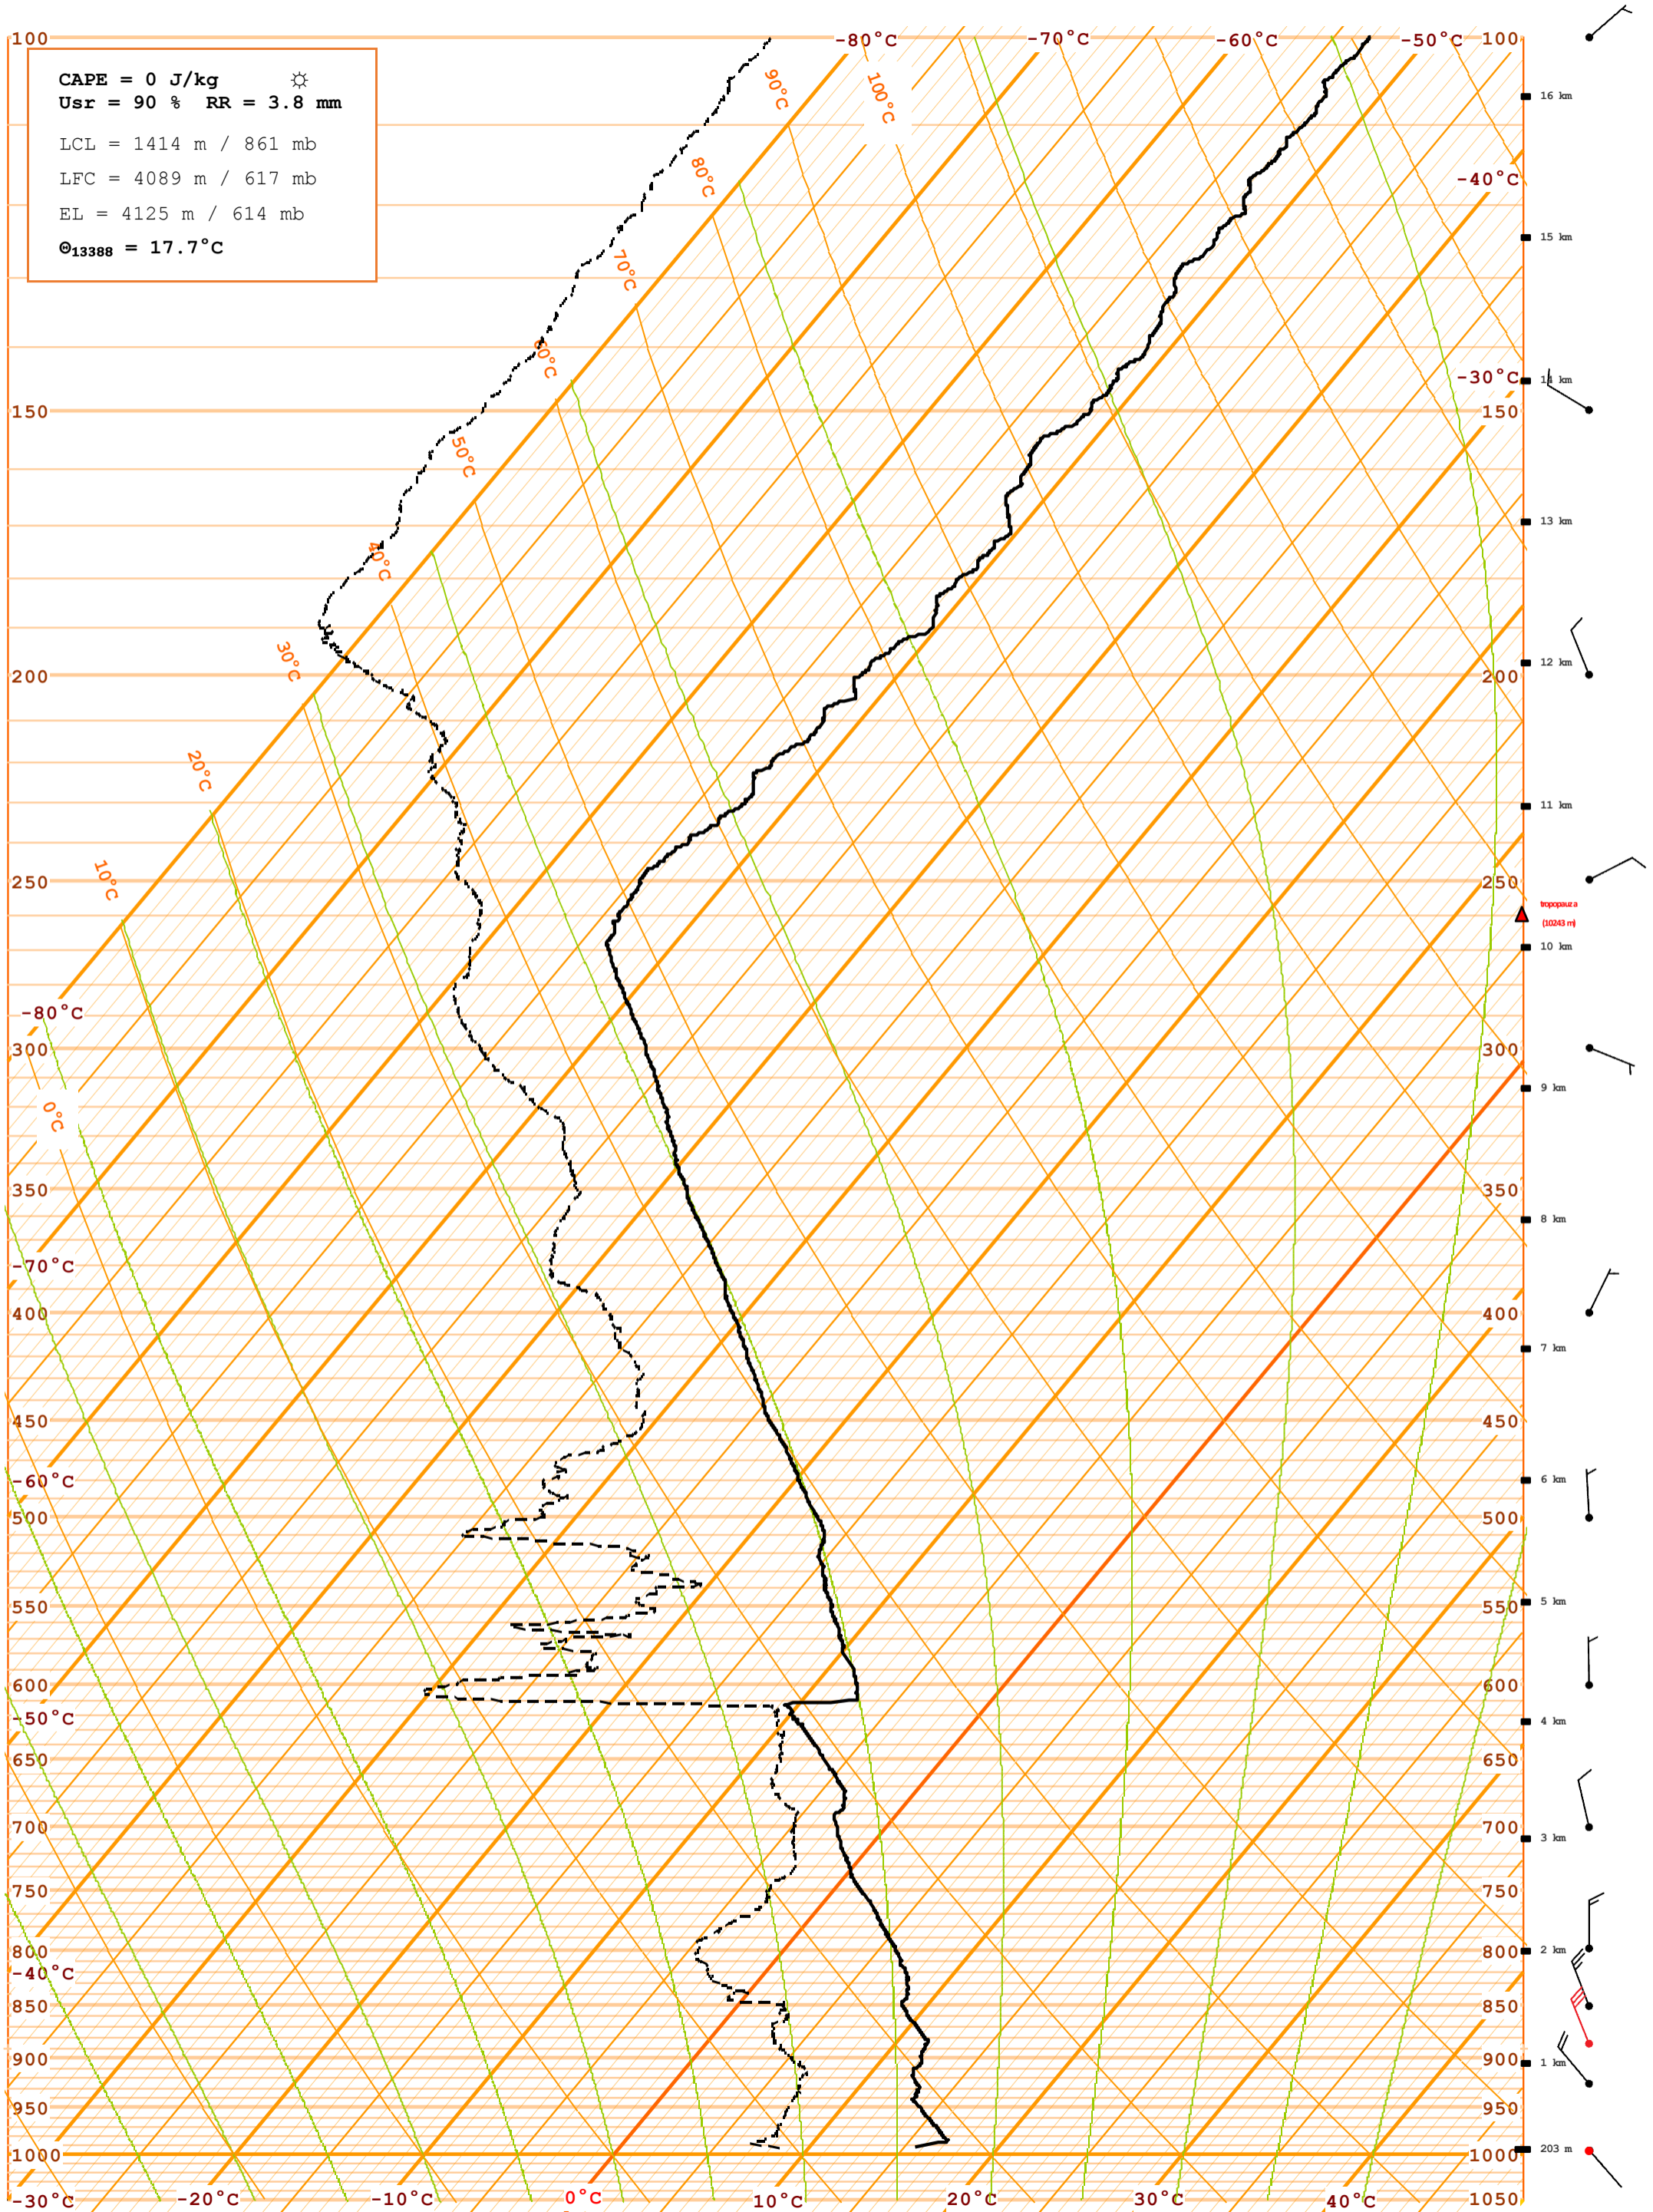 100 -80°C -70°C -60°C -50°C 100
CAPE = 0 J/kg ☼
Usr = 90 % RR = 3.8 mm
LCL = 1414 m / 861 mb
LFC = 4089 m / 617 mb
EL = 4125 m / 614 mb
Θ13388 = 17.7°C
90°C 100°C
16 km
80°C
-40°C
15 km
70°C
60°C
-30°C 14 km
150 150
50°C
13 km
40°C
30°C
12 km
200 200
20°C
11 km
10°C
250 250
tropopauza
(10243 m)
10 km
-80°C
300 300
9 km
0°C
350 350
8 km
-70°C
400 400
7 km
450 450
-60°C 6 km
500 500
550 550 5 km
600 600
-50°C 4 km
650 650
700 700
3 km
750 750
800 800 2 km
-40°C
850 850
900 900 1 km
950 950
1000 1000 203 m
-30°C -20°C -10°C 0°C 10°C 20°C 30°C 40°C 1050